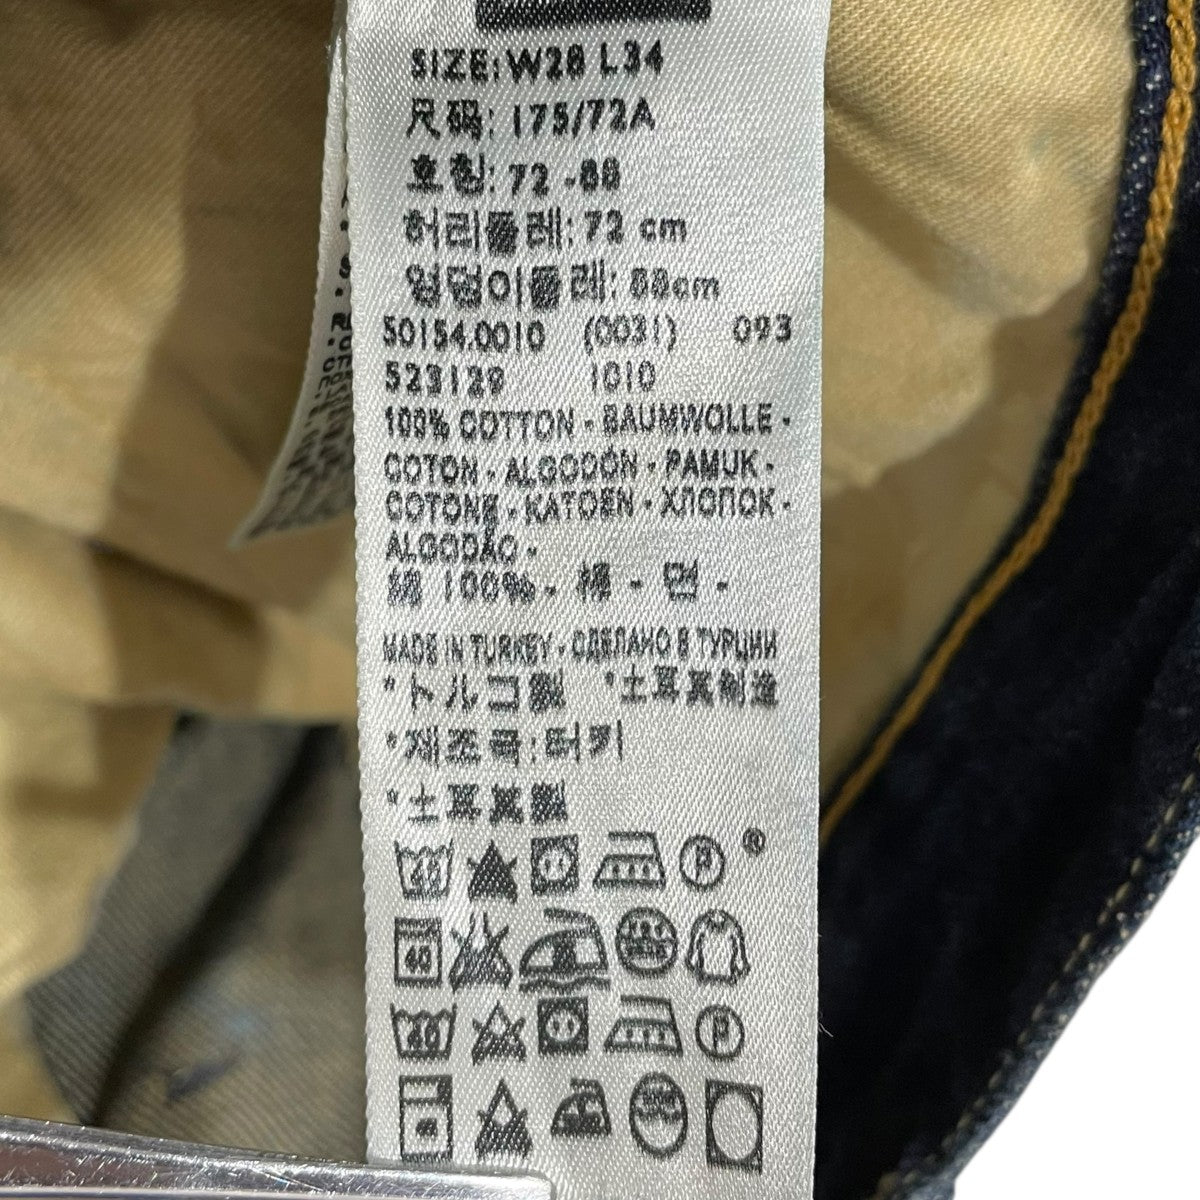 SIZE: W28 L34
尺码: 175/72A
호칭: 72 -88
허리둘레: 72 cm
엉덩이둘레: 88cm
50154.0010 (0031) 093
523129 1010
100% COTTON - BAUMWOLLE -
COTON - ALGODÓN - PAMUK -
COTONE - KATOEN - ХЛОПОК -
ALGODÃO -
綿 100% - 棉 - 면 -
MADE IN TURKEY - СДЕЛАНО В ТУРЦИИ
*トルコ製 *土耳其制造
*제조국:터키
*土耳其製